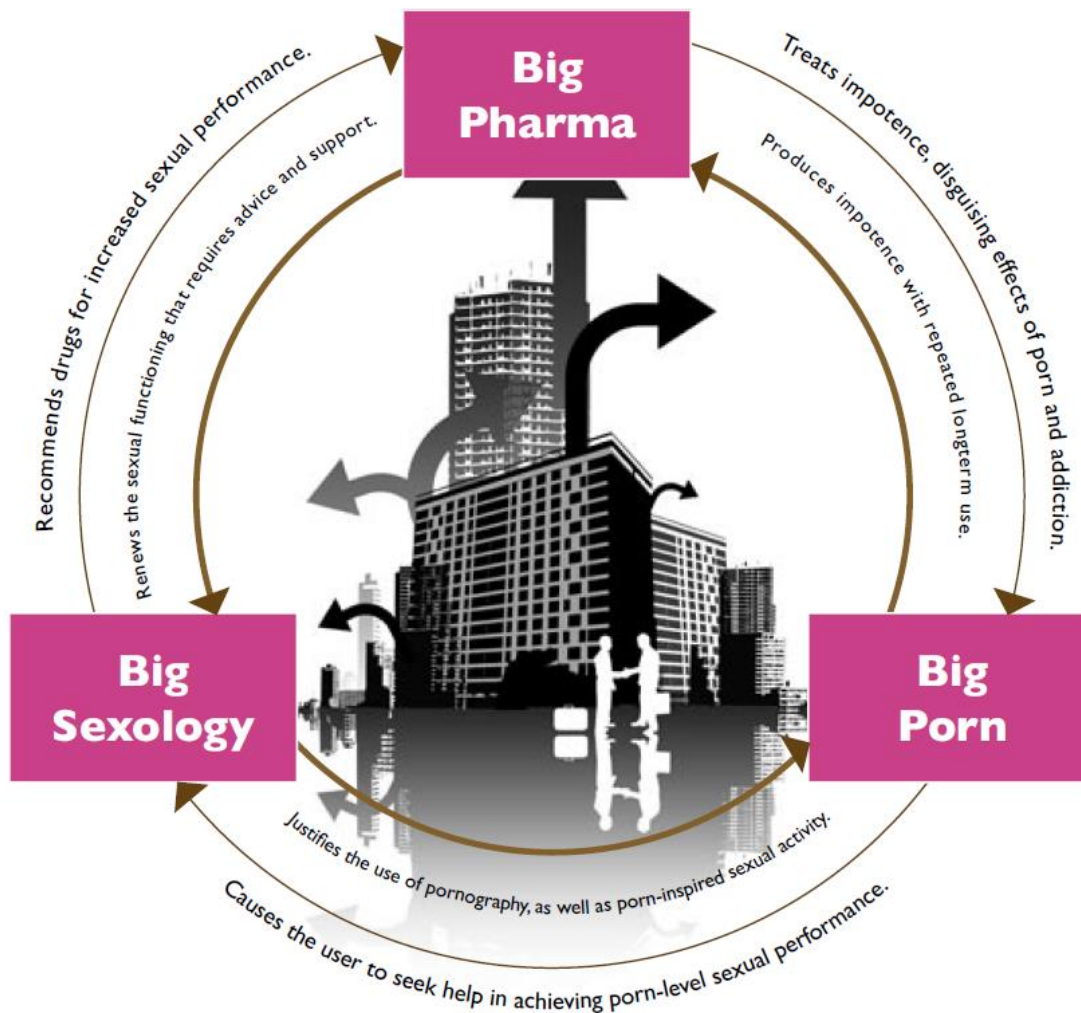 Big
Pharma
Recommends drugs for increased sexual performance.
Renews the sexual functioning that requires advice and support.
Treats impotence, disguising effects of porn and addiction.
Produces impotence with repeated longterm use.
Big
Sexology
Big
Porn
Justifies the use of pornography, as well as porn-inspired sexual activity.
Causes the user to seek help in achieving porn-level sexual performance.